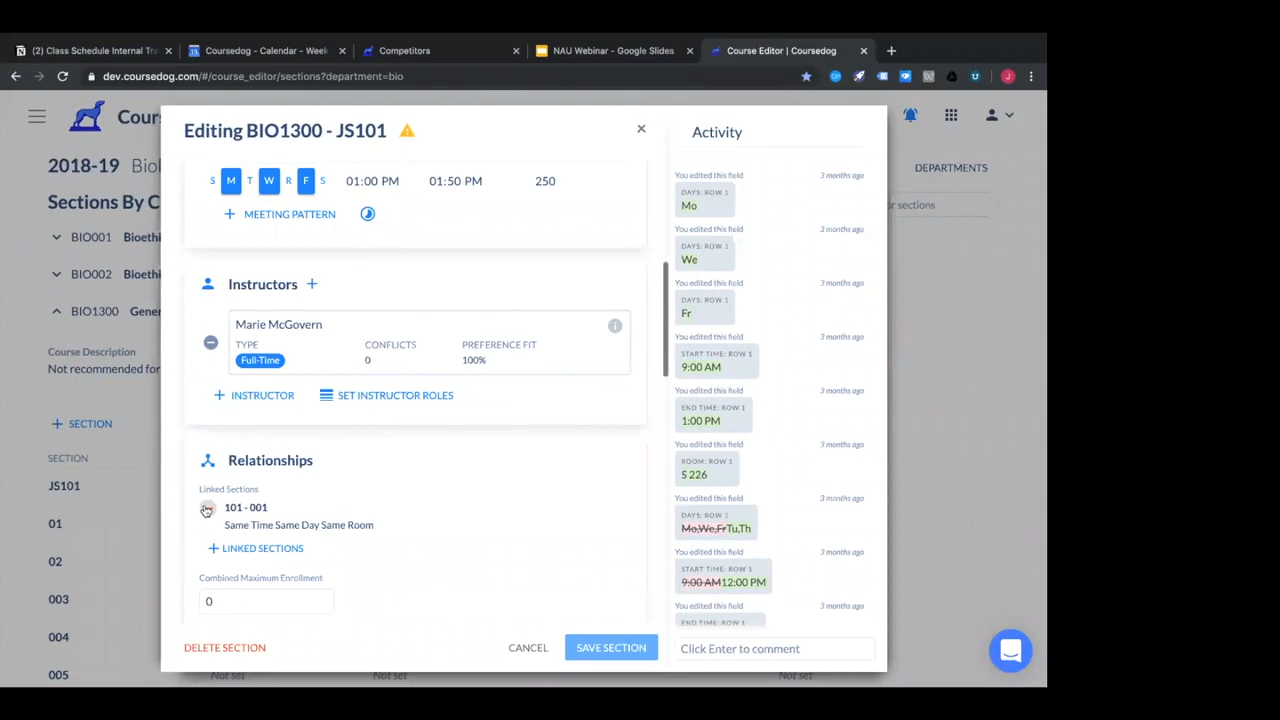 (2) Class Schedule Internal Tra
Coursedog - Calendar - Week
Competitors
NAU Webinar - Google Slides
Course Editor | Coursedog
dev.coursedog.com/#/course_editor/sections?department=bio
J
Cour
2018-19 Biol
DEPARTMENTS
Sections By C
or sections
BIO001 Bioethi
BIO002 Bioethi
BIO1300 Gener
Course Description
Not recommended for
+ SECTION
SECTION
JS101
01
02
003
004
005
Not set
Not set
Not set
Editing BIO1300 - JS101
S M T W R F S 01:00 PM 01:50 PM 250
+ MEETING PATTERN
Instructors +
Marie McGovern
TYPE CONFLICTS PREFERENCE FIT
Full-Time 0 100%
+ INSTRUCTOR SET INSTRUCTOR ROLES
Relationships
Linked Sections
101 - 001
Same Time Same Day Same Room
+ LINKED SECTIONS
Combined Maximum Enrollment
0
DELETE SECTION CANCEL SAVE SECTION
Activity
You edited this field 3 months ago
DAYS: ROW 1
Mo
You edited this field 3 months ago
DAYS: ROW 1
We
You edited this field 3 months ago
DAYS: ROW 1
Fr
You edited this field 3 months ago
START TIME: ROW 1
9:00 AM
You edited this field 3 months ago
END TIME: ROW 1
1:00 PM
You edited this field 3 months ago
ROOM: ROW 1
S 226
You edited this field 3 months ago
DAYS: ROW 1
Mo,We,FrTu,Th
You edited this field 3 months ago
START TIME: ROW 1
9:00 AM12:00 PM
You edited this field 3 months ago
END TIME: ROW 1
Click Enter to comment